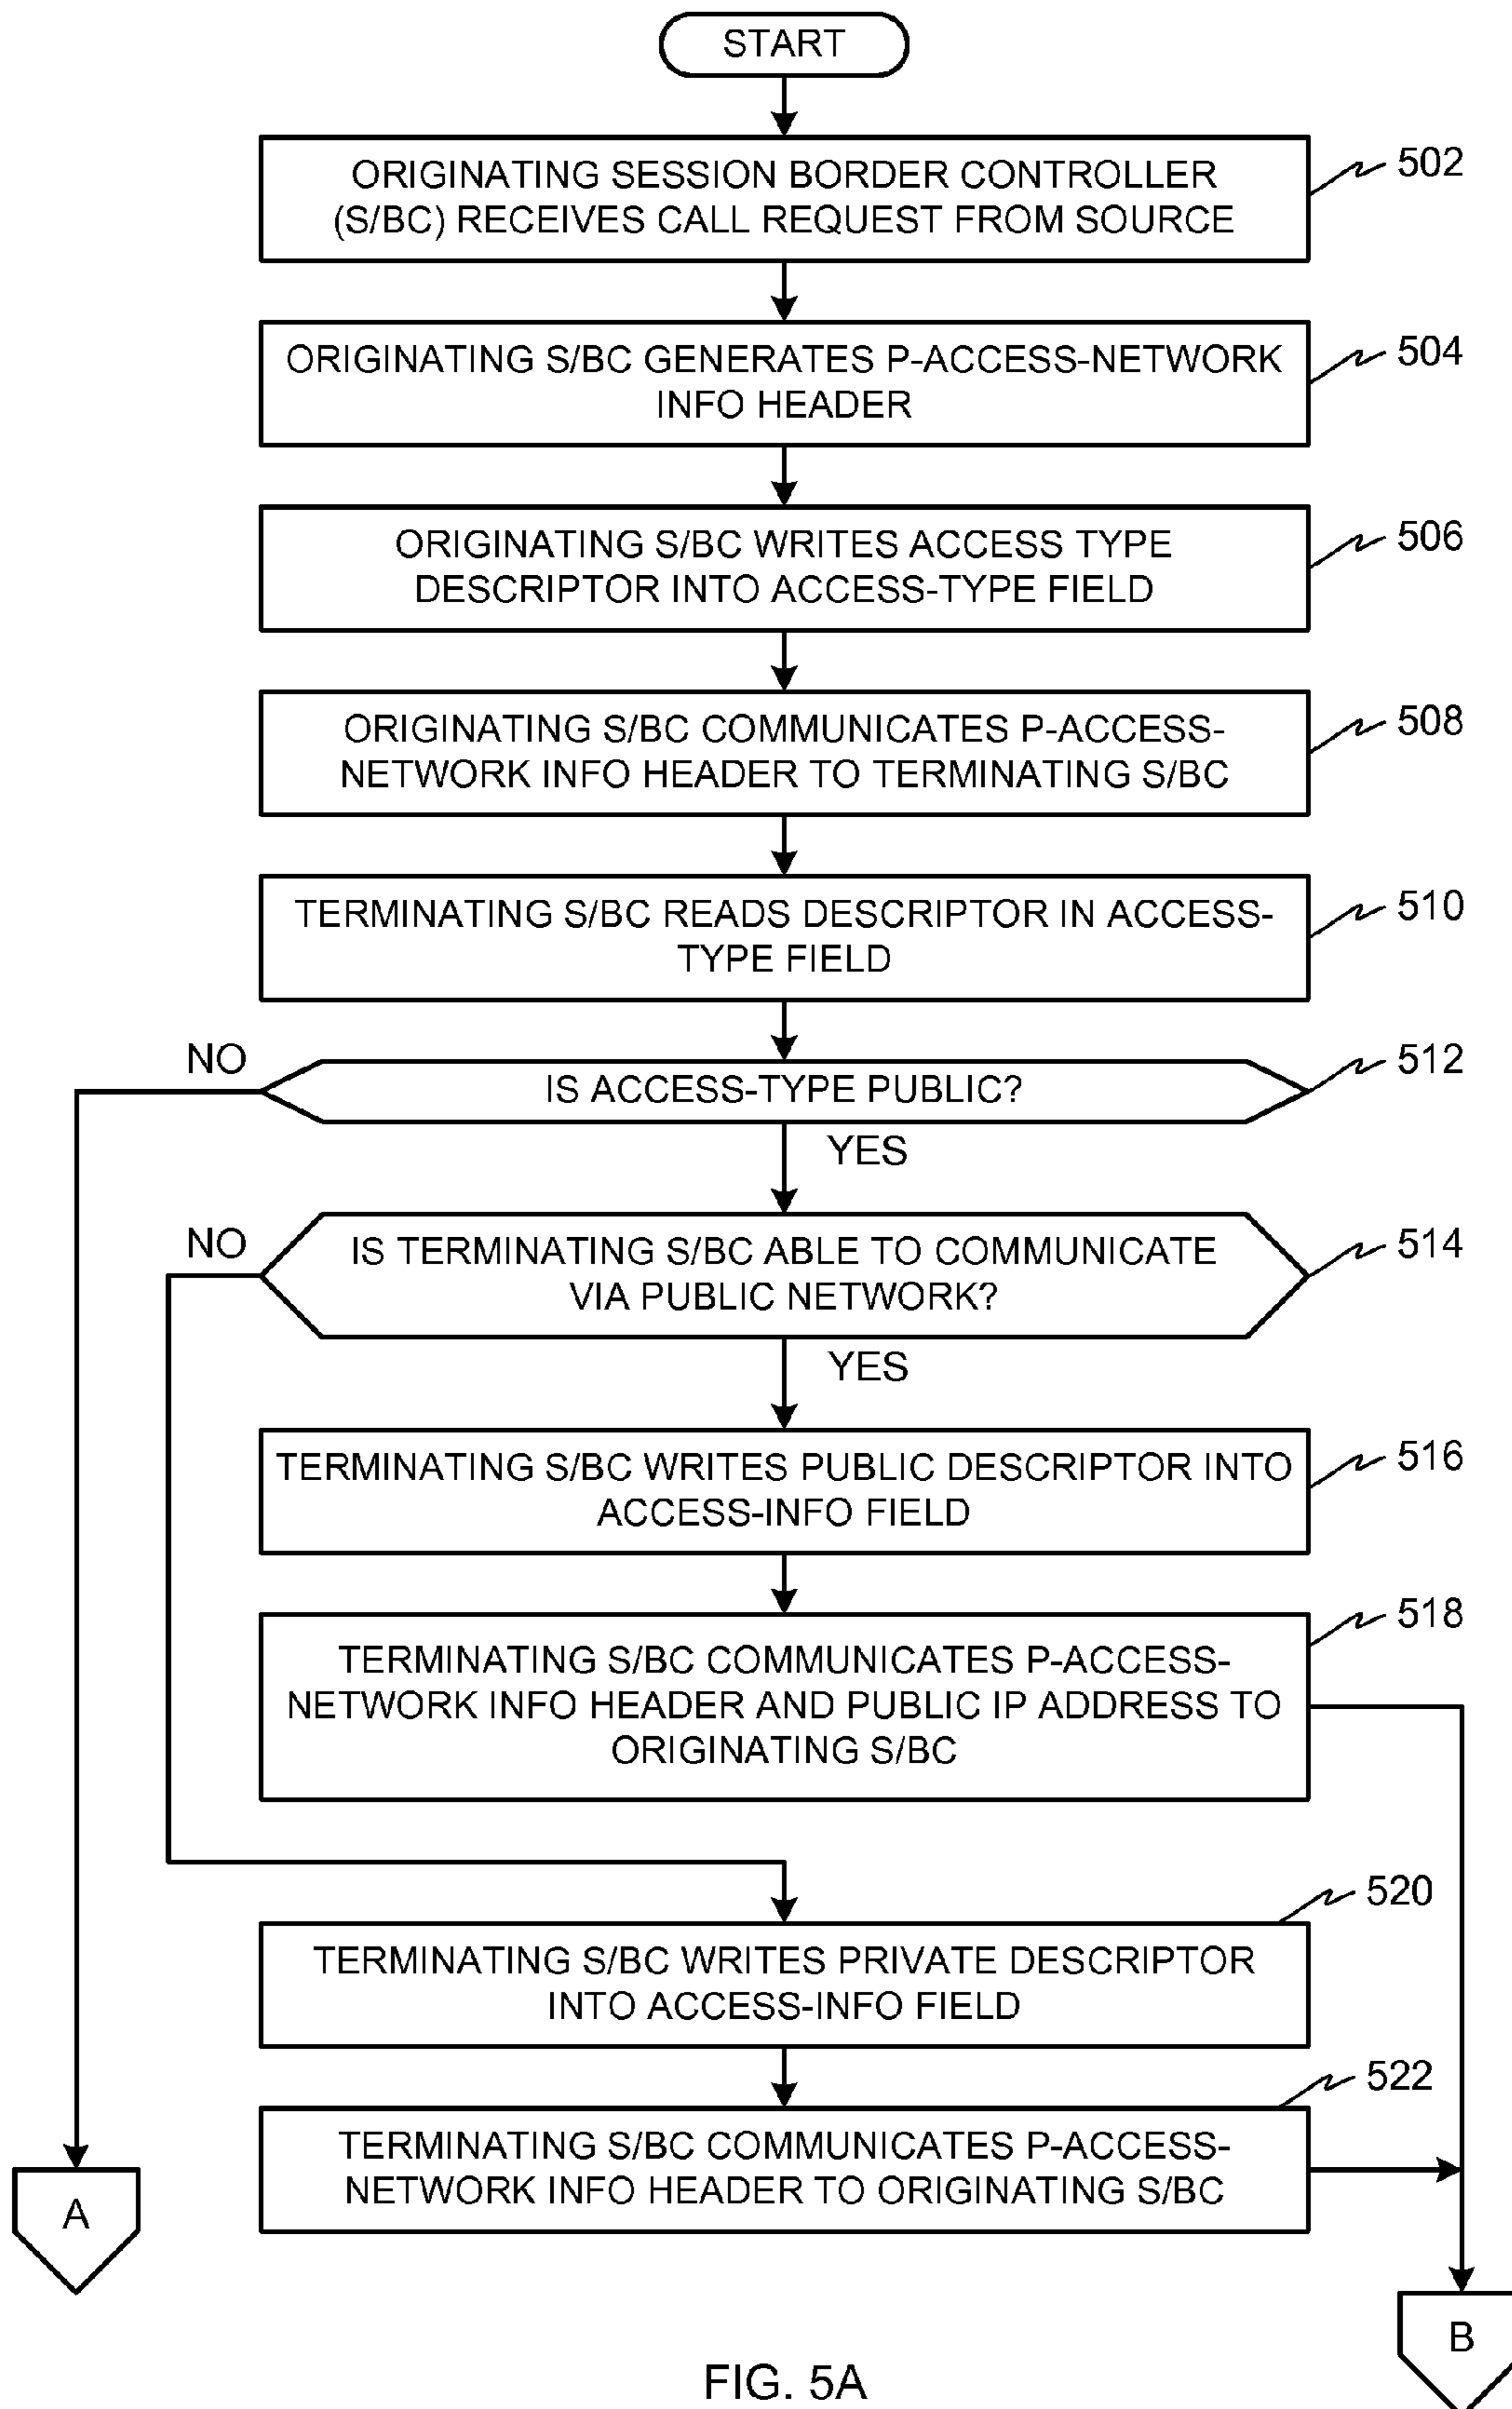 START
ORIGINATING SESSION BORDER CONTROLLER
(S/BC) RECEIVES CALL REQUEST FROM SOURCE
502
ORIGINATING S/BC GENERATES P-ACCESS-NETWORK
INFO HEADER
504
ORIGINATING S/BC WRITES ACCESS TYPE
DESCRIPTOR INTO ACCESS-TYPE FIELD
506
ORIGINATING S/BC COMMUNICATES P-ACCESS-
NETWORK INFO HEADER TO TERMINATING S/BC
508
TERMINATING S/BC READS DESCRIPTOR IN ACCESS-
TYPE FIELD
510
NO
IS ACCESS-TYPE PUBLIC?
512
YES
NO
IS TERMINATING S/BC ABLE TO COMMUNICATE
VIA PUBLIC NETWORK?
514
YES
TERMINATING S/BC WRITES PUBLIC DESCRIPTOR INTO
ACCESS-INFO FIELD
516
TERMINATING S/BC COMMUNICATES P-ACCESS-
NETWORK INFO HEADER AND PUBLIC IP ADDRESS TO
ORIGINATING S/BC
518
520
TERMINATING S/BC WRITES PRIVATE DESCRIPTOR
INTO ACCESS-INFO FIELD
522
TERMINATING S/BC COMMUNICATES P-ACCESS-
NETWORK INFO HEADER TO ORIGINATING S/BC
A
B
FIG. 5A